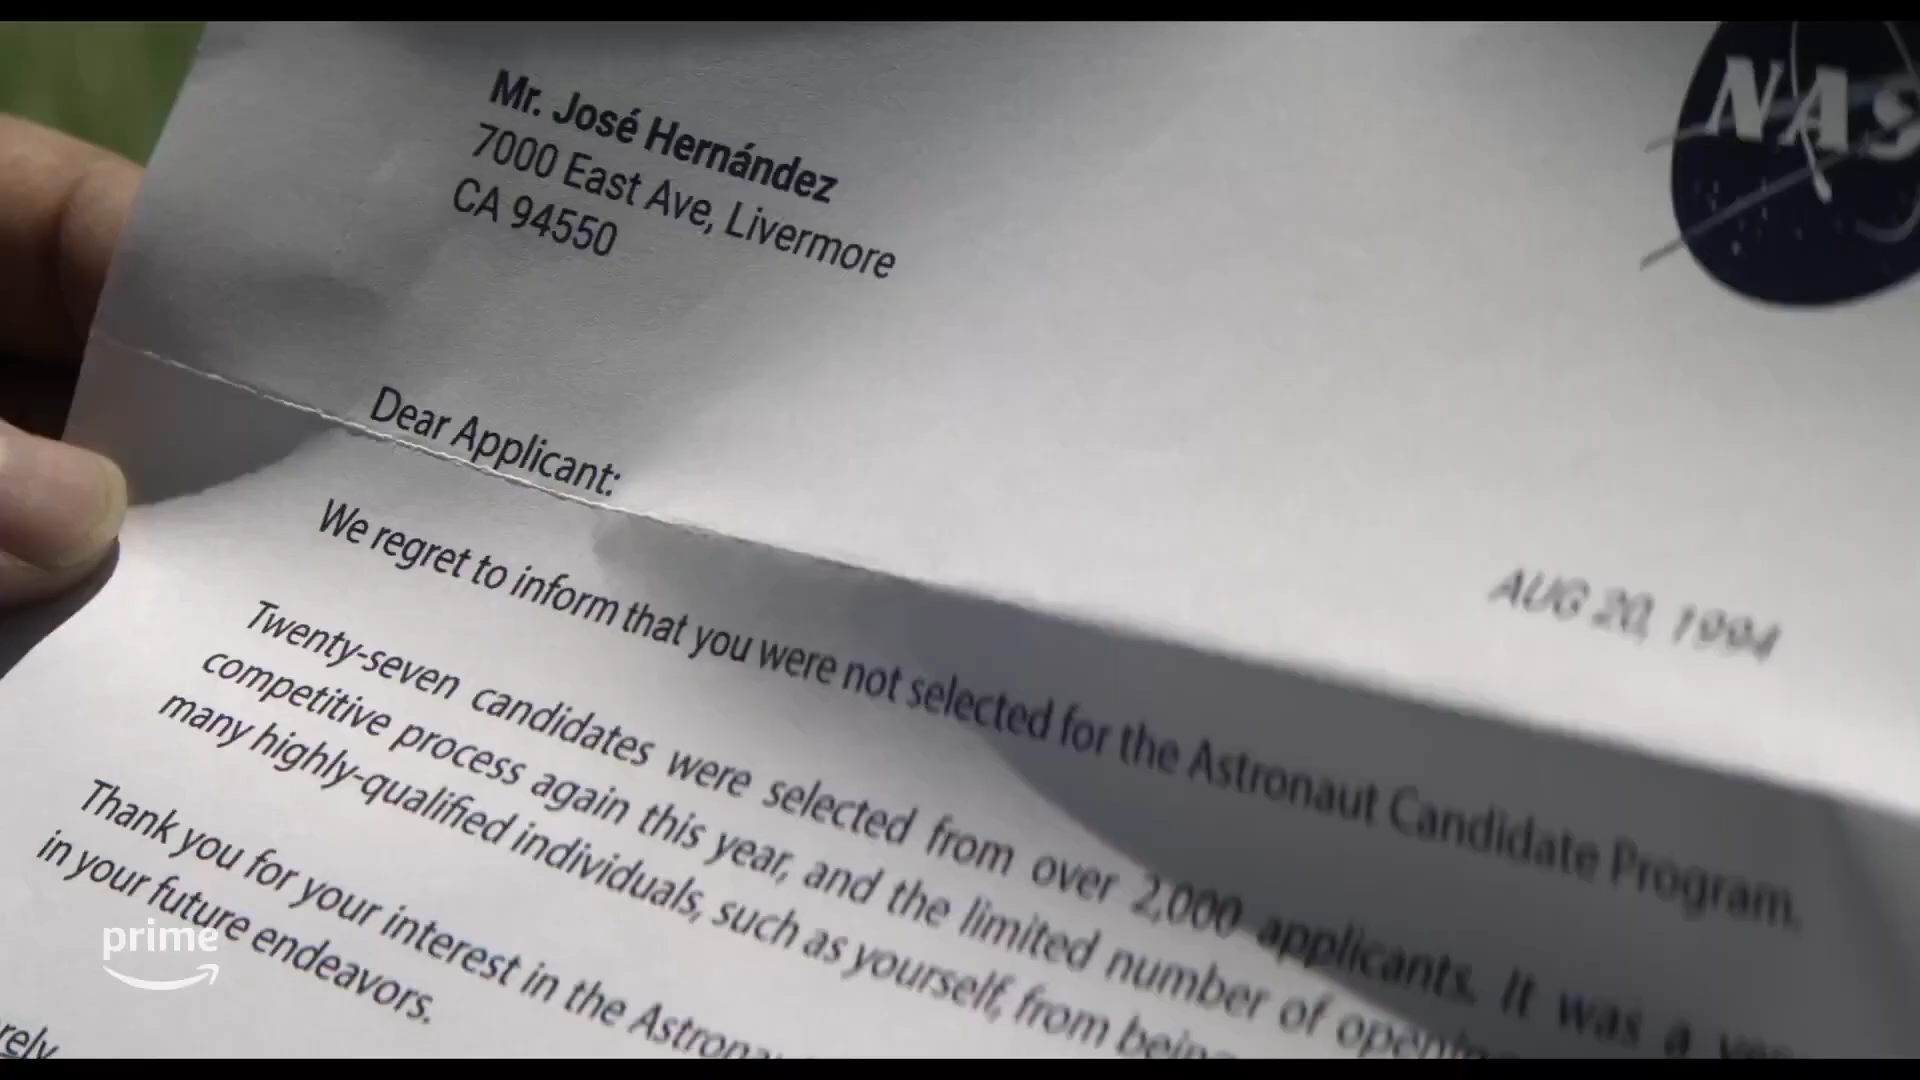 Mr. José Hernández
7000 East Ave, Livermore
CA 94550
NAS
AUG 20, 1994
Dear Applicant:
We regret to inform that you were not selected for the Astronaut Candidate Program.
Twenty-seven candidates were selected from over 2,000 applicants. It was a
competitive process again this year, and the limited number of
many highly-qualified individuals, such as yourself, from being
Thank you for your interest in the
in your future endeavors.
prime